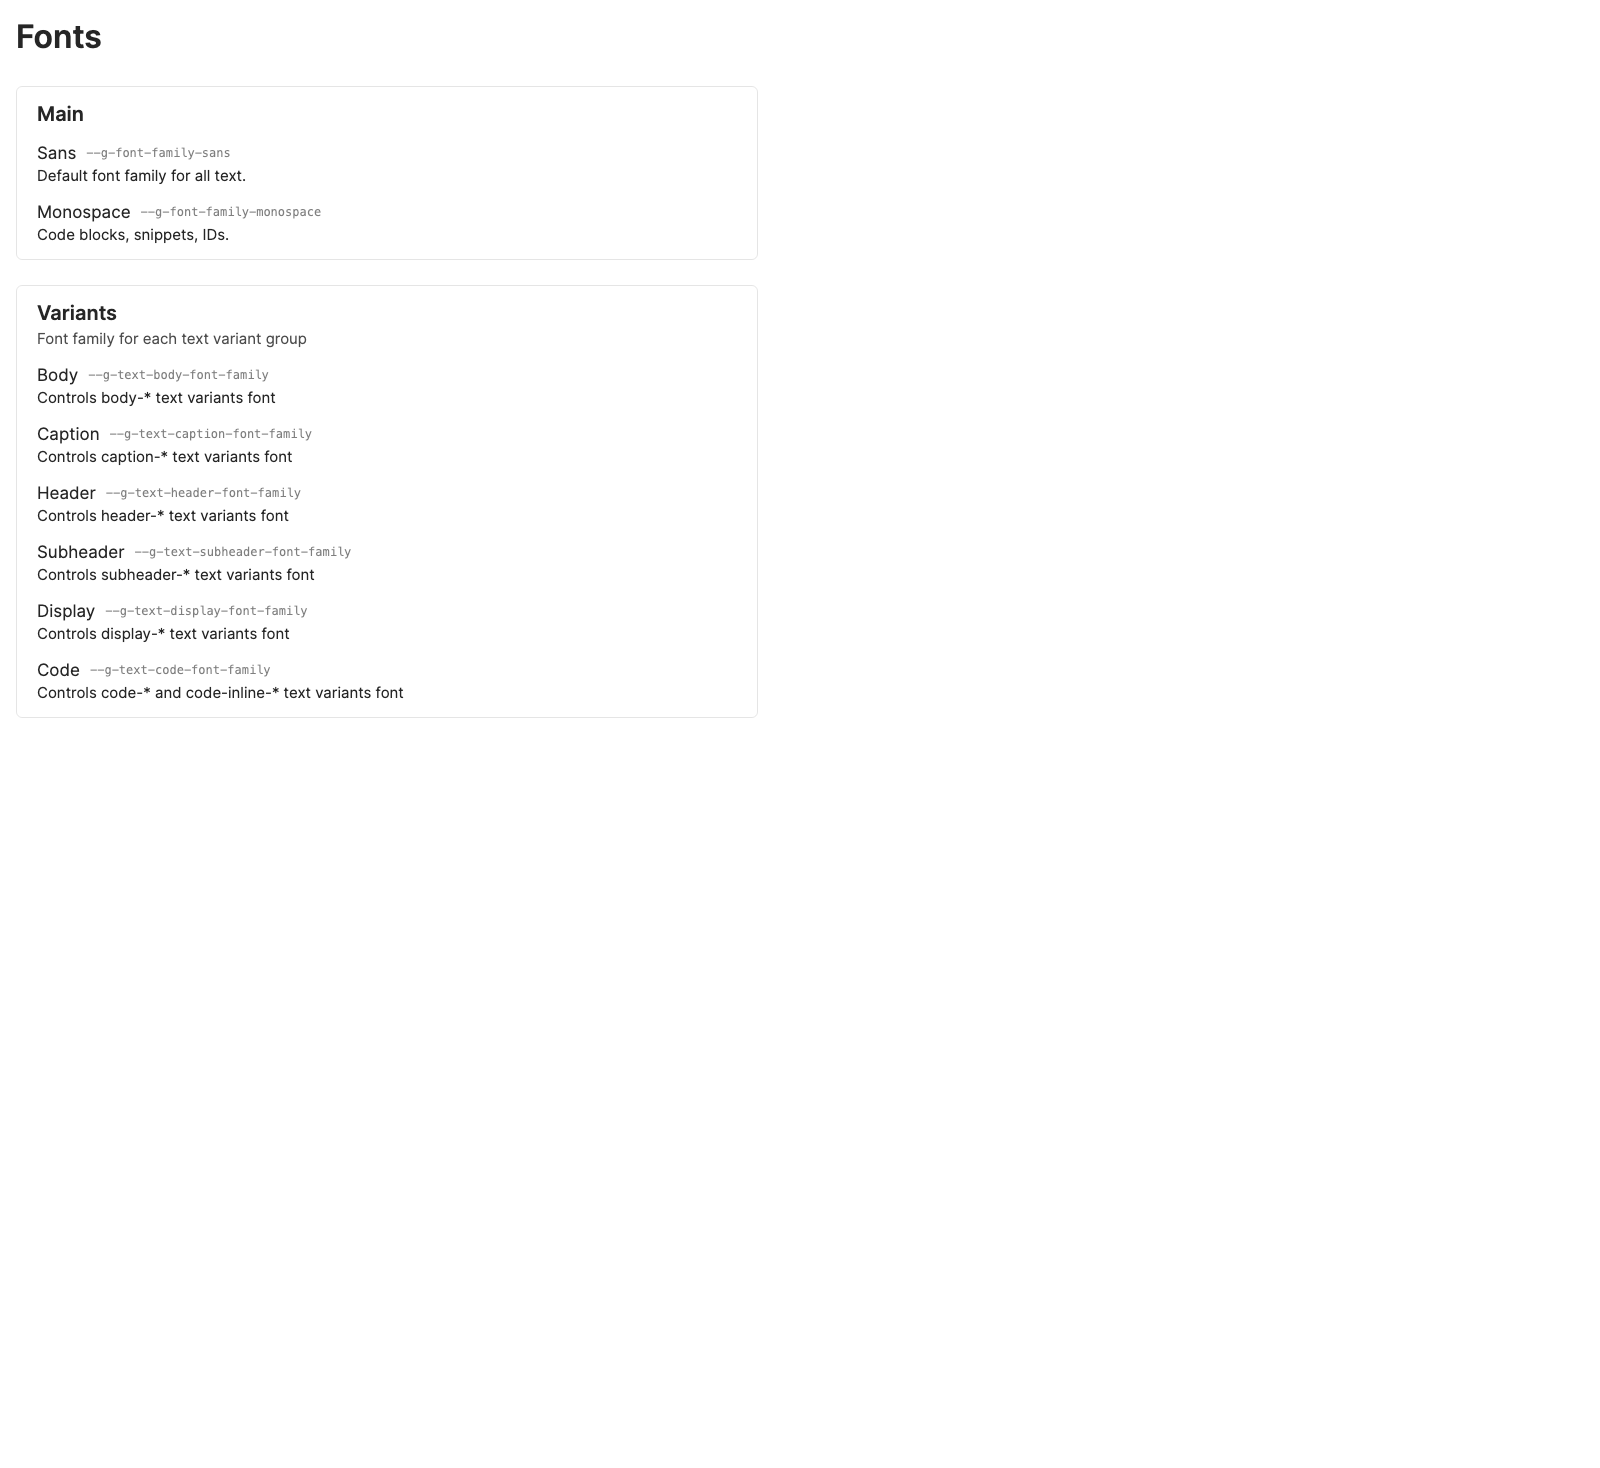 Fonts
Main
Sans --g-font-family-sans
Default font family for all text.
Monospace --g-font-family-monospace
Code blocks, snippets, IDs.
Variants
Font family for each text variant group
Body --g-text-body-font-family
Controls body-* text variants font
Caption --g-text-caption-font-family
Controls caption-* text variants font
Header --g-text-header-font-family
Controls header-* text variants font
Subheader --g-text-subheader-font-family
Controls subheader-* text variants font
Display --g-text-display-font-family
Controls display-* text variants font
Code --g-text-code-font-family
Controls code-* and code-inline-* text variants font